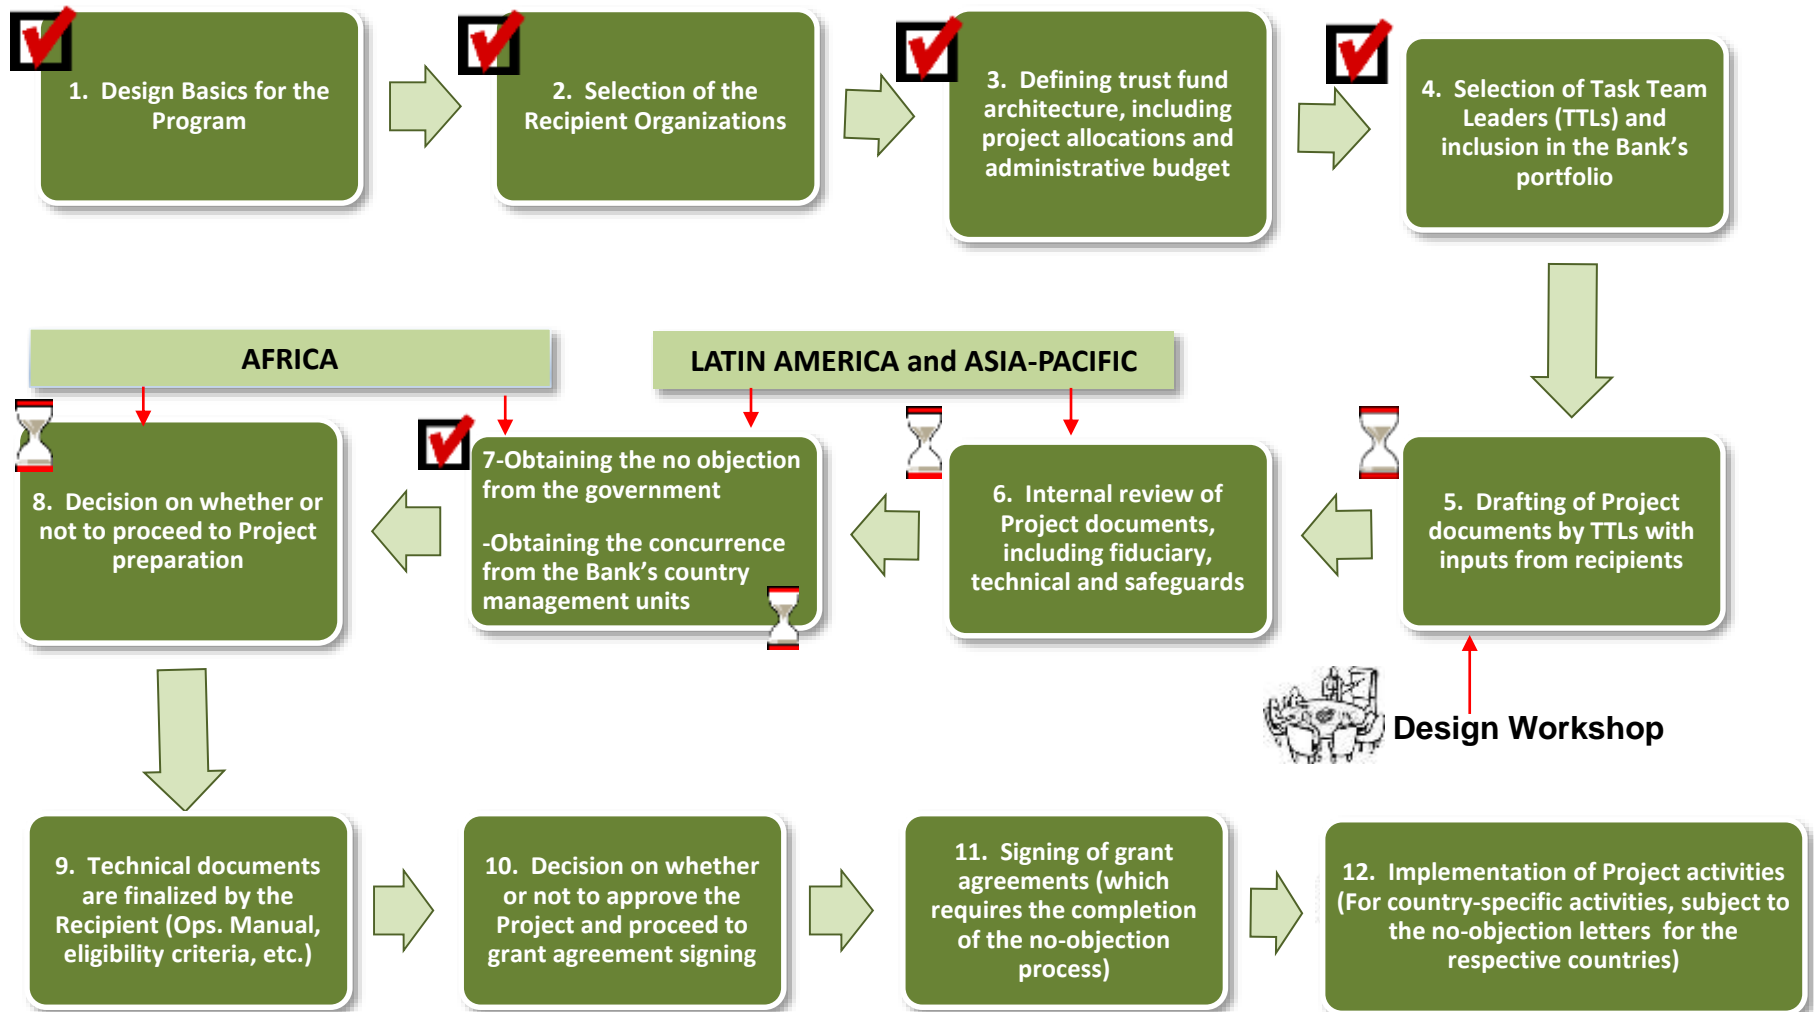 1.  Design Basics for the
Program
2.  Selection of the
Recipient Organizations
3.  Defining trust fund
architecture, including
project allocations and
administrative budget
4.  Selection of Task Team
Leaders (TTLs) and
inclusion in the Bank’s
portfolio
AFRICA
LATIN AMERICA and ASIA-PACIFIC
8.  Decision on whether or
not to proceed to Project
preparation
7-Obtaining the no objection
from the government
-Obtaining the concurrence
from the Bank’s country
management units
6.  Internal review of
Project documents,
including fiduciary,
technical and safeguards
5.  Drafting of Project
documents by TTLs with
inputs from recipients
Design Workshop
9.  Technical documents
are finalized by the
Recipient (Ops. Manual,
eligibility criteria, etc.)
10.  Decision on whether
or not to approve the
Project and proceed to
grant agreement signing
11.  Signing of grant
agreements (which
requires the completion
of the no-objection
process)
12.  Implementation of Project activities
(For country-specific activities, subject to
the no-objection letters  for the
respective countries)